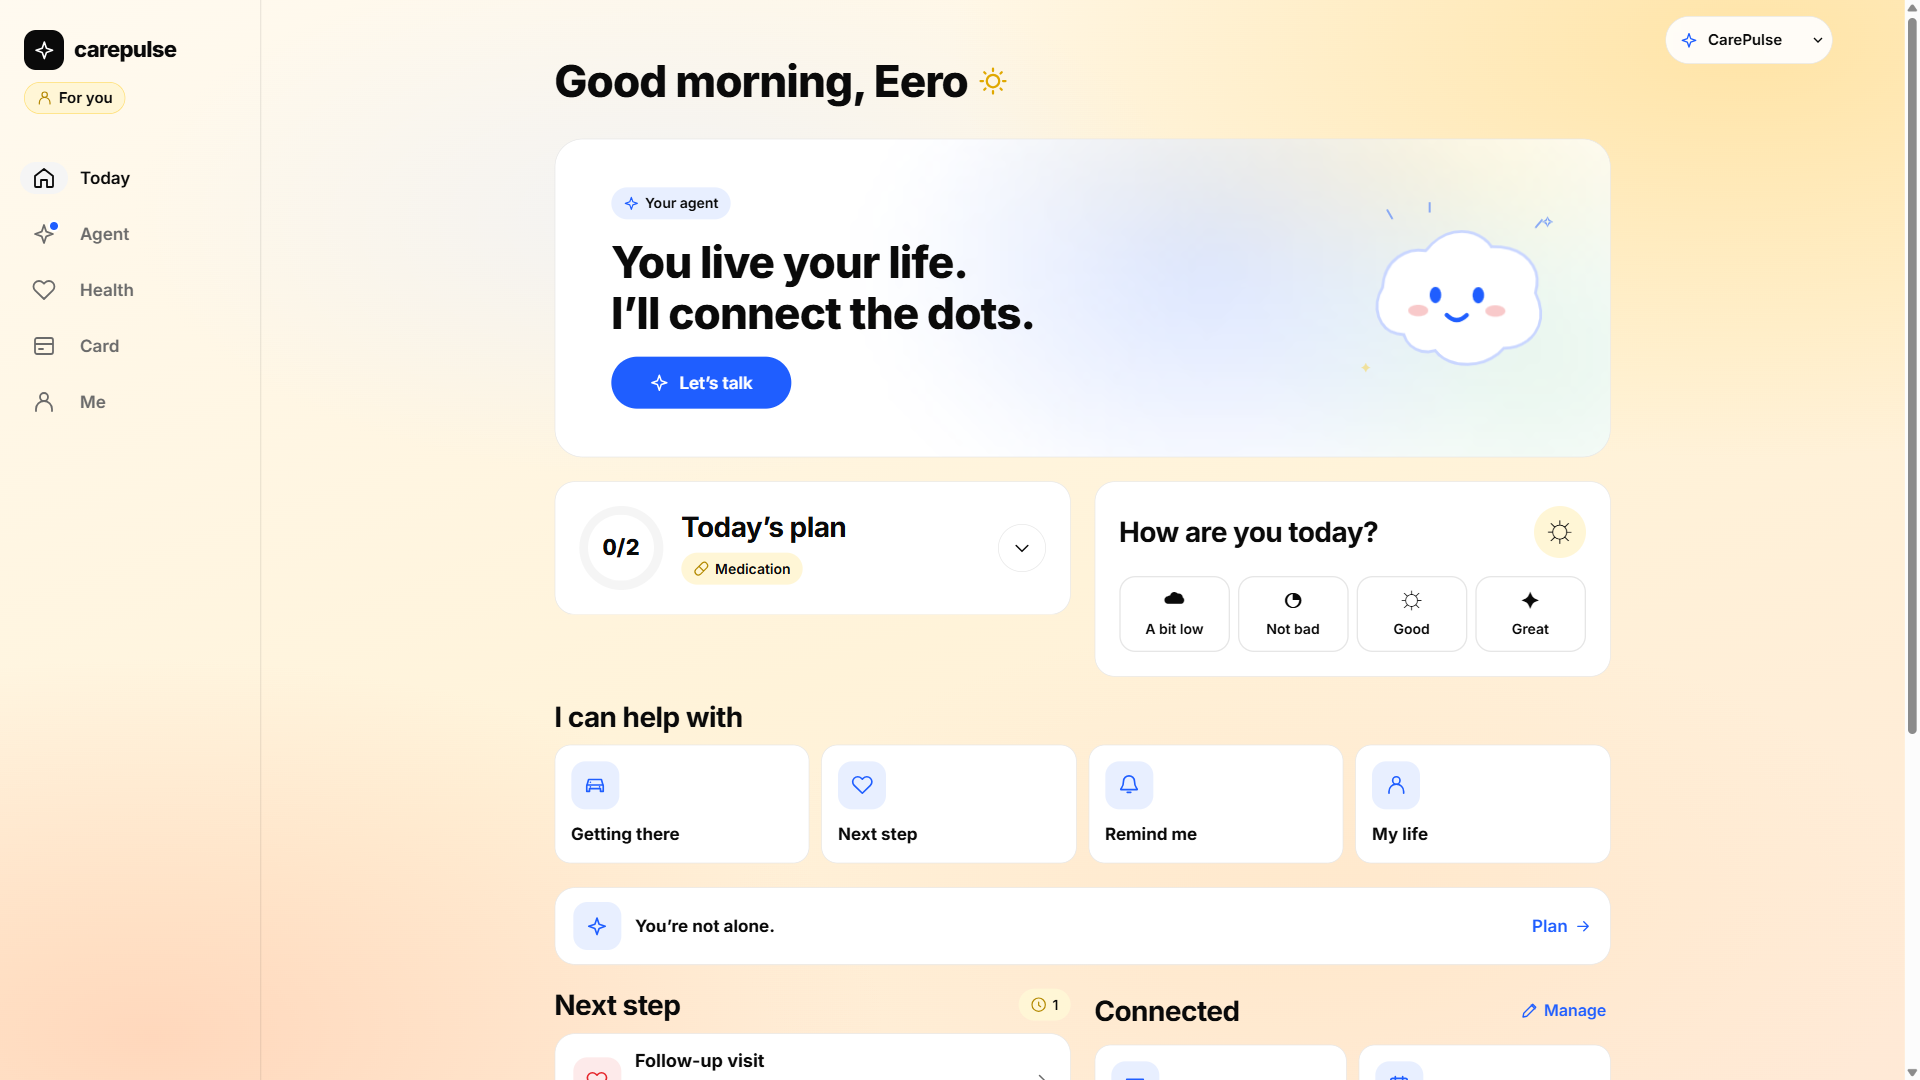 carepulse
For you
Today
Agent
Health
Card
Me
CarePulse
Good morning, Eero
Your agent
You live your life.
I’ll connect the dots.
Let’s talk
0/2
Today’s plan
Medication
How are you today?
A bit low
Not bad
Good
Great
I can help with
Getting there
Next step
Remind me
My life
You’re not alone.
Plan
Next step
1
Follow-up visit
Connected
Manage